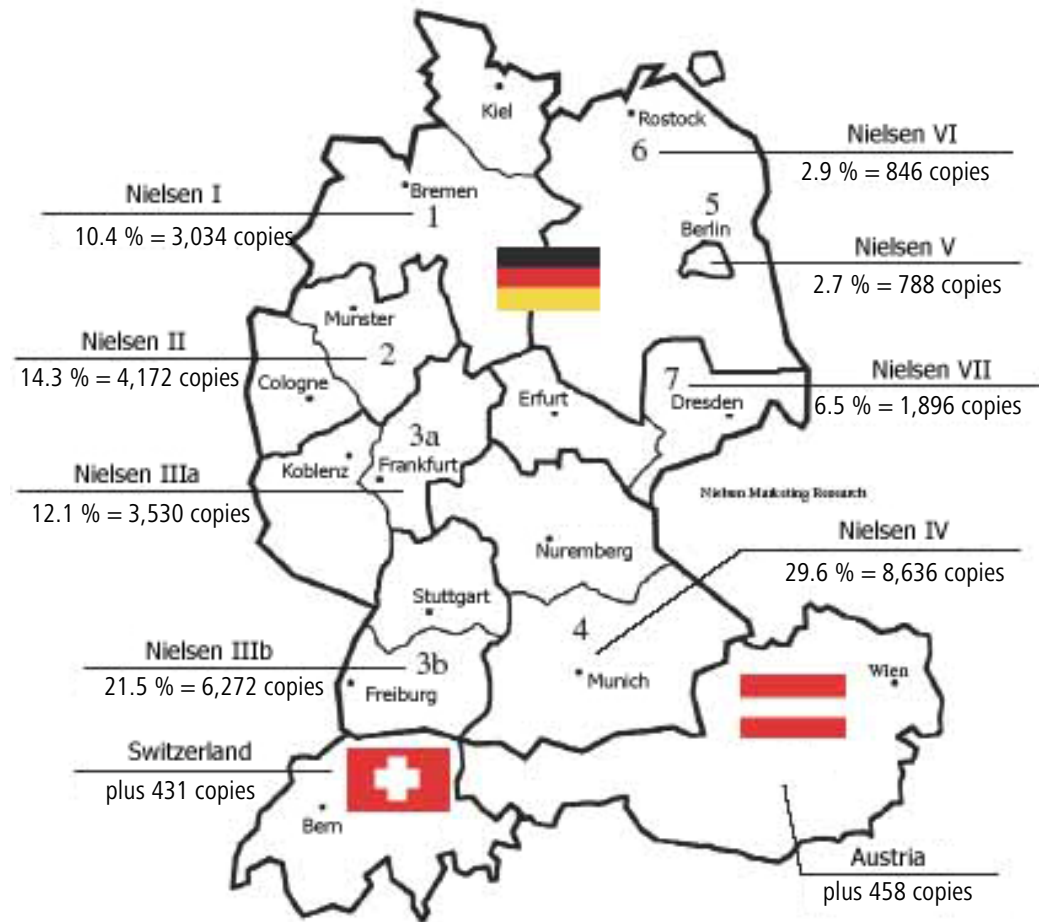 Kiel
Rostock
Nielsen VI
6
2.9 % = 846 copies
Nielsen I
Bremen
10.4 % = 3,034 copies
1
5
Berlin
Nielsen V
2.7 % = 788 copies
Munster
Nielsen II
2
14.3 % = 4,172 copies
Cologne
Erfurt
7
Nielsen VII
Dresden
6.5 % = 1,896 copies
3a
Nielsen IIIa
Koblenz
Frankfurt
12.1 % = 3,530 copies
Nielsen Marketing Research
Nielsen IV
Nuremberg
29.6 % = 8,636 copies
Stuttgart
4
Nielsen IIIb
3b
21.5 % = 6,272 copies
Freiburg
Munich
Wien
Switzerland
plus 431 copies
Bern
Austria
plus 458 copies